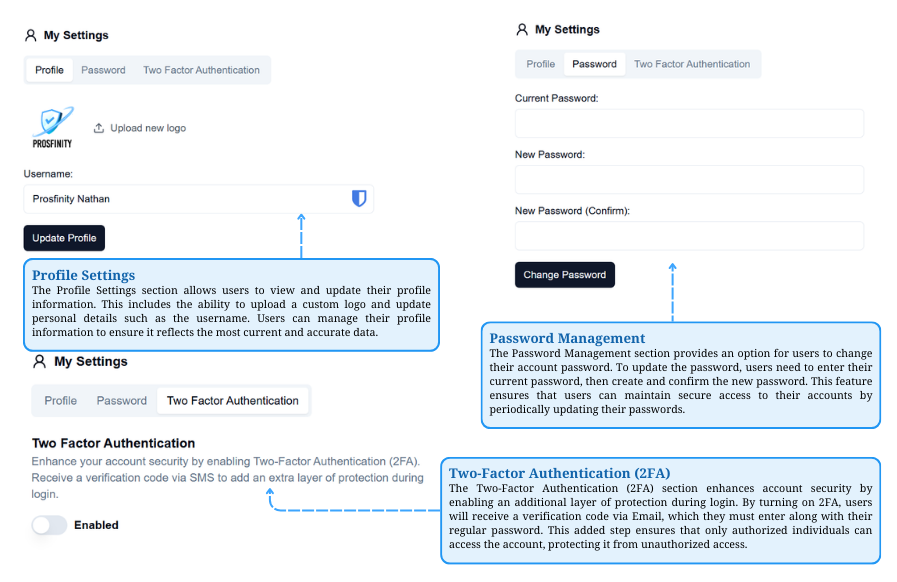 My Settings
Profile Password Two Factor Authentication
PROSFINITY
Upload new logo
Username:
Prosfinity Nathan
Update Profile
Profile Settings
The Profile Settings section allows users to view and update their profile
information. This includes the ability to upload a custom logo and update
personal details such as the username. Users can manage their profile
information to ensure it reflects the most current and accurate data.
My Settings
Profile Password Two Factor Authentication
Current Password:
New Password:
New Password (Confirm):
Change Password
Password Management
The Password Management section provides an option for users to change
their account password. To update the password, users need to enter their
current password, then create and confirm the new password. This feature
ensures that users can maintain secure access to their accounts by
periodically updating their passwords.
My Settings
Profile Password Two Factor Authentication
Two Factor Authentication
Enhance your account security by enabling Two-Factor Authentication (2FA).
Receive a verification code via SMS to add an extra layer of protection during
login.
Enabled
Two-Factor Authentication (2FA)
The Two-Factor Authentication (2FA) section enhances account security by
enabling an additional layer of protection during login. By turning on 2FA, users
will receive a verification code via Email, which they must enter along with their
regular password. This added step ensures that only authorized individuals can
access the account, protecting it from unauthorized access.